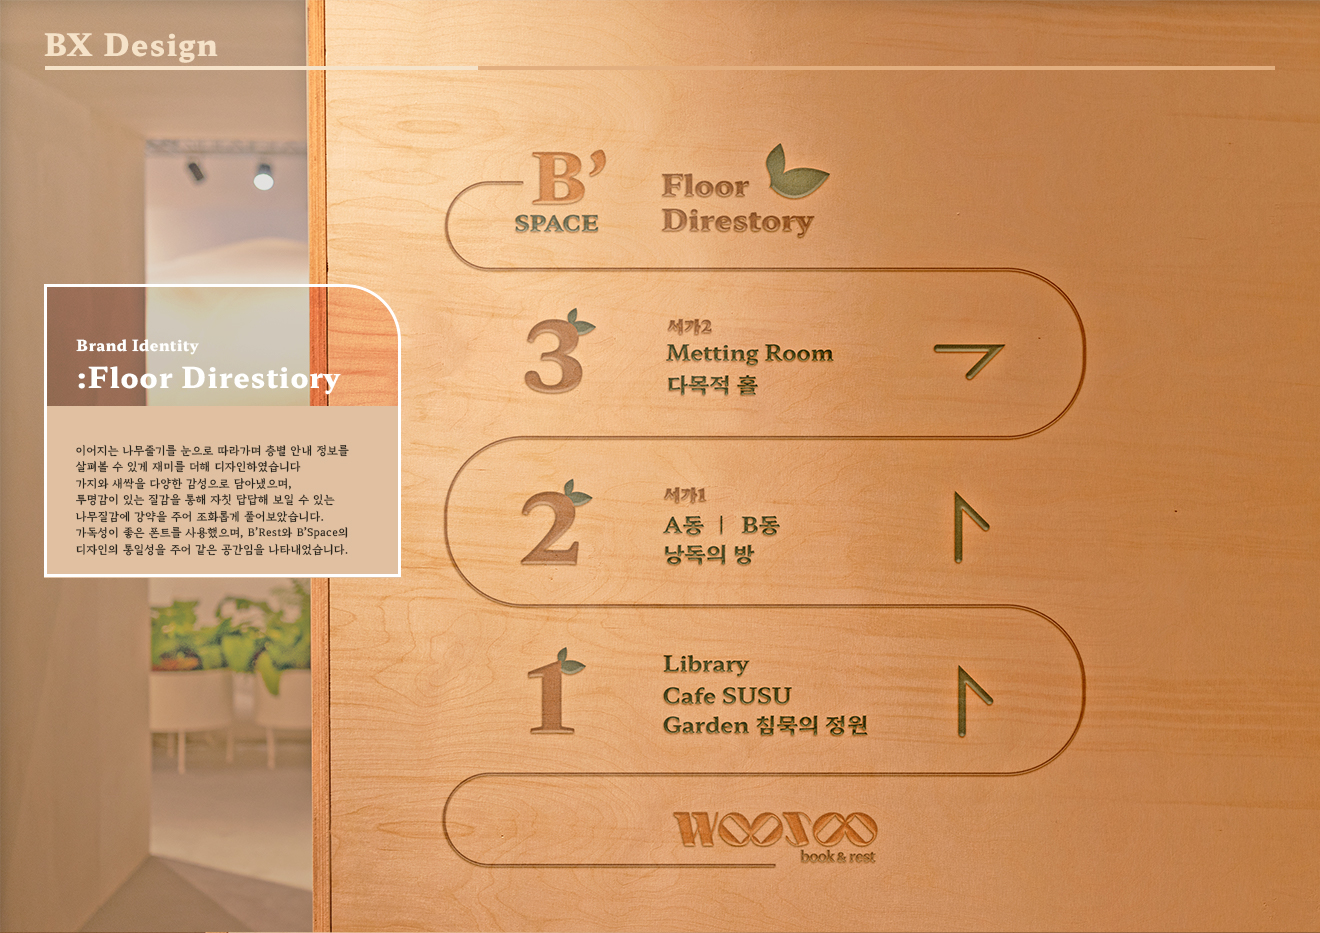 BX Design
B’
SPACE
Floor
Direstory
3
서가2
Metting Room
다목적 홀
2
서가1
A동 | B동
낭독의 방
1
Library
Cafe SUSU
Garden 침묵의 정원
WOOSOO
book & rest
Brand Identity
:Floor Direstiory
이어지는 나무줄기를 눈으로 따라가며 층별 안내 정보를
살펴볼 수 있게 재미를 더해 디자인하였습니다
가지와 새싹을 다양한 감성으로 담아냈으며,
투명감이 있는 질감을 통해 자칫 답답해 보일 수 있는
나무질감에 강약을 주어 조화롭게 풀어보았습니다.
가독성이 좋은 폰트를 사용했으며, B’Rest와 B’Space의
디자인의 통일성을 주어 같은 공간임을 나타내었습니다.